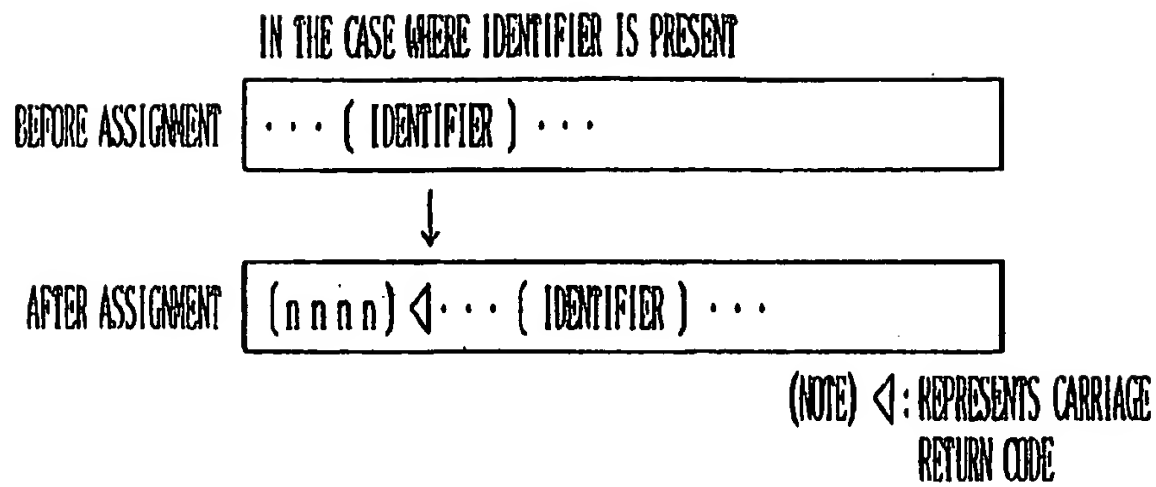 IN THE CASE WHERE IDENTIFIER IS PRESENT
BEFORE ASSIGNMENT ··· ( IDENTIFIER ) ···
AFTER ASSIGNMENT (nnnn) ◁··· ( IDENTIFIER ) ···
(NOTE) ◁ : REPRESENTS CARRIAGE
RETURN CODE